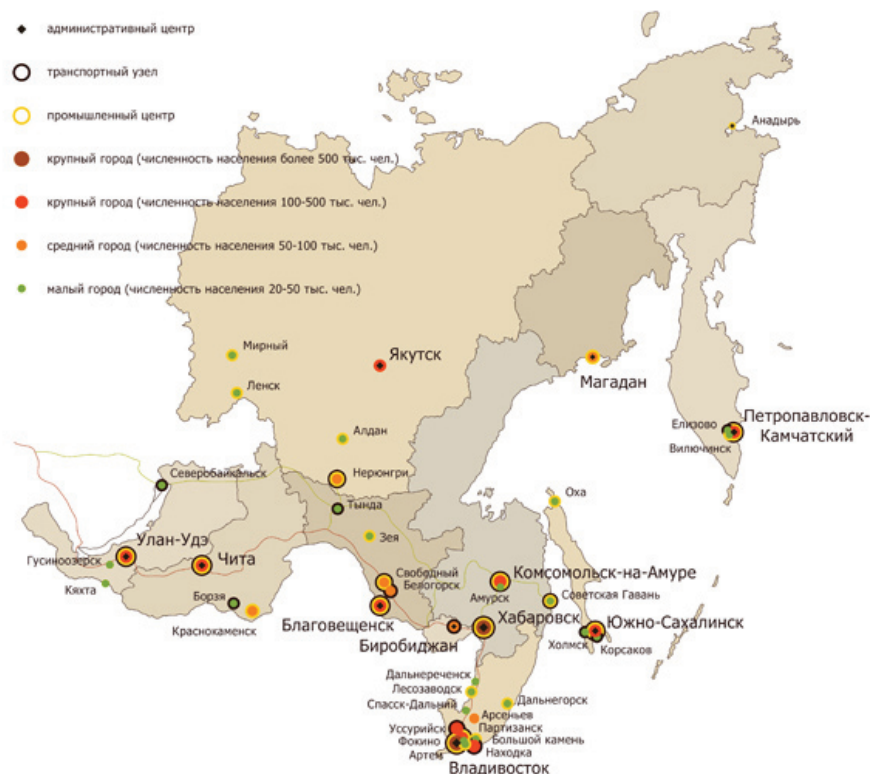 административный центр
транспортный узел
промышленный центр
крупный город (численность населения более 500 тыс. чел.)
крупный город (численность населения 100-500 тыс. чел.)
средний город (численность населения 50-100 тыс. чел.)
малый город (численность населения 20-50 тыс. чел.)
Анадырь
Мирный
Якутск
Ленск
Магадан
Алдан
Елизово
Петропавловск-
Камчатский
Вилючинск
Северобайкальск
Нерюнгри
Тында
Оха
Зея
Улан-Удэ
Гусиноозерск
Чита
Кяхта
Борзя
Краснокаменск
Свободный
Белогорск
Комсомольск-на-Амуре
Амурск
Советская Гавань
Благовещенск
Хабаровск
Биробиджан
Южно-Сахалинск
Холмск
Корсаков
Дальнереченск
Лесозаводск
Спасск-Дальний
Дальнегорск
Арсеньев
Уссурийск
Партизанск
Фокино
Большой камень
Артем
Находка
Владивосток